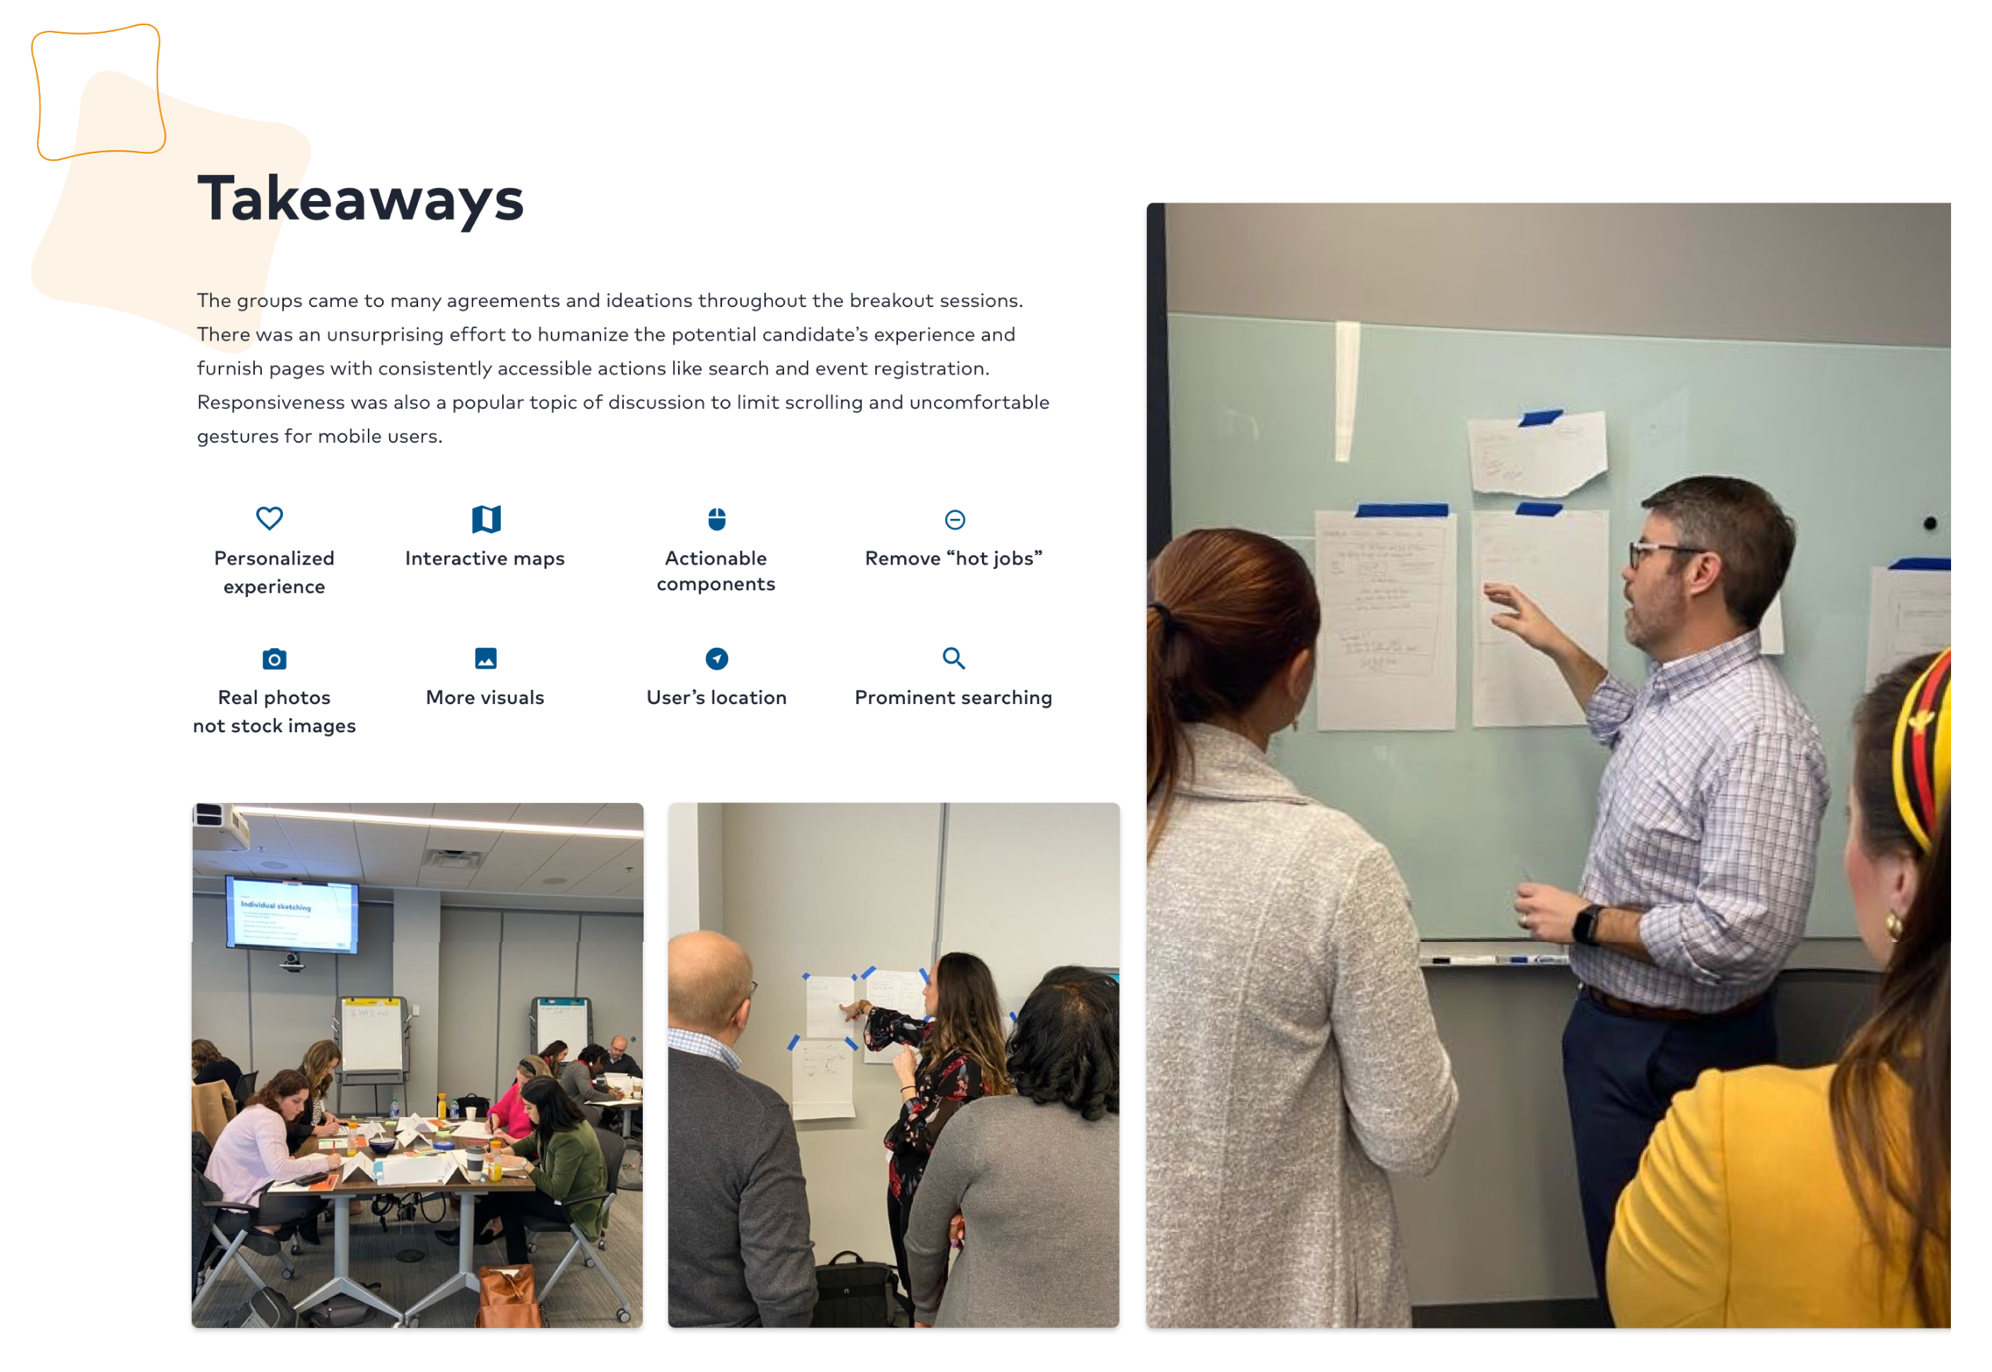 Takeaways
The groups came to many agreements and ideations throughout the breakout sessions.
There was an unsurprising effort to humanize the potential candidate’s experience and
furnish pages with consistently accessible actions like search and event registration.
Responsiveness was also a popular topic of discussion to limit scrolling and uncomfortable
gestures for mobile users.
Personalized
experience
Interactive maps
Actionable
components
Remove “hot jobs”
Real photos
not stock images
More visuals
User’s location
Prominent searching
Individual sketching